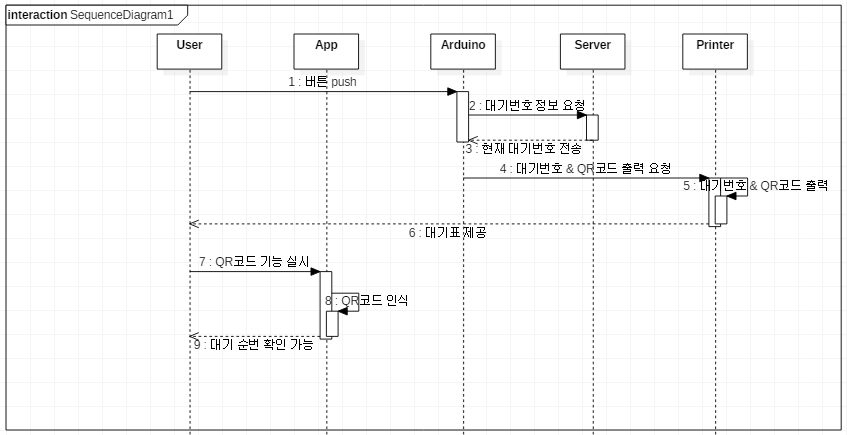 interaction SequenceDiagram1
User
App
Arduino
Server
Printer
1 : 버튼 push
2 : 대기번호 정보 요청
3 : 현재 대기번호 전송
4 : 대기번호 & QR코드 출력 요청
5 : 대기번호 & QR코드 출력
6 : 대기표 제공
7 : QR코드 기능 실시
8 : QR코드 인식
9 : 대기 순번 확인 가능